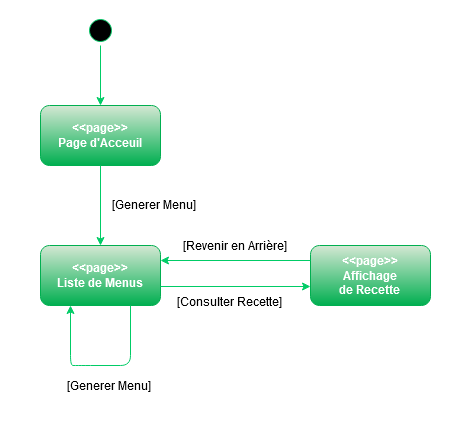 <<page>>
Page d'Acceuil
[Generer Menu]
[Revenir en Arrière]
<<page>>
Liste de Menus
<<page>>
Affichage
de Recette
[Consulter Recette]
[Generer Menu]